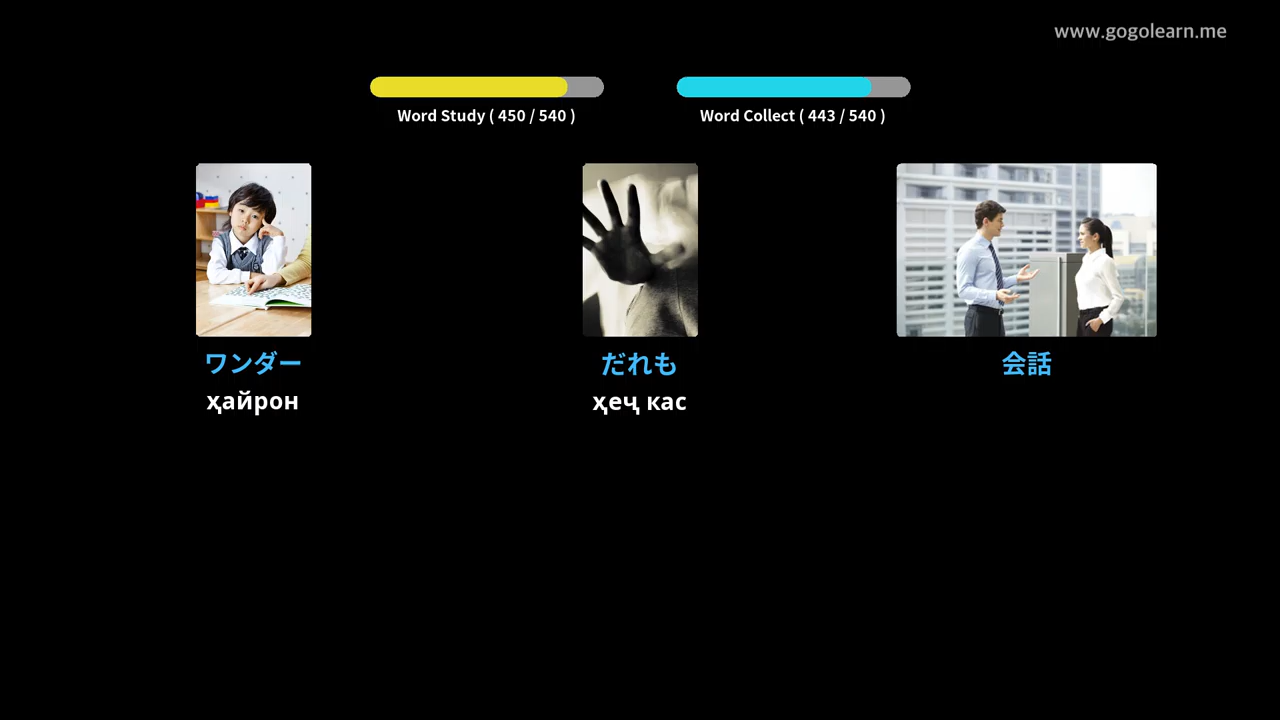 www.gogolearn.me
Word Study ( 450 / 540 )
Word Collect ( 443 / 540 )
ワンダー
ҳайрон
だれも
ҳеҷ кас
会話